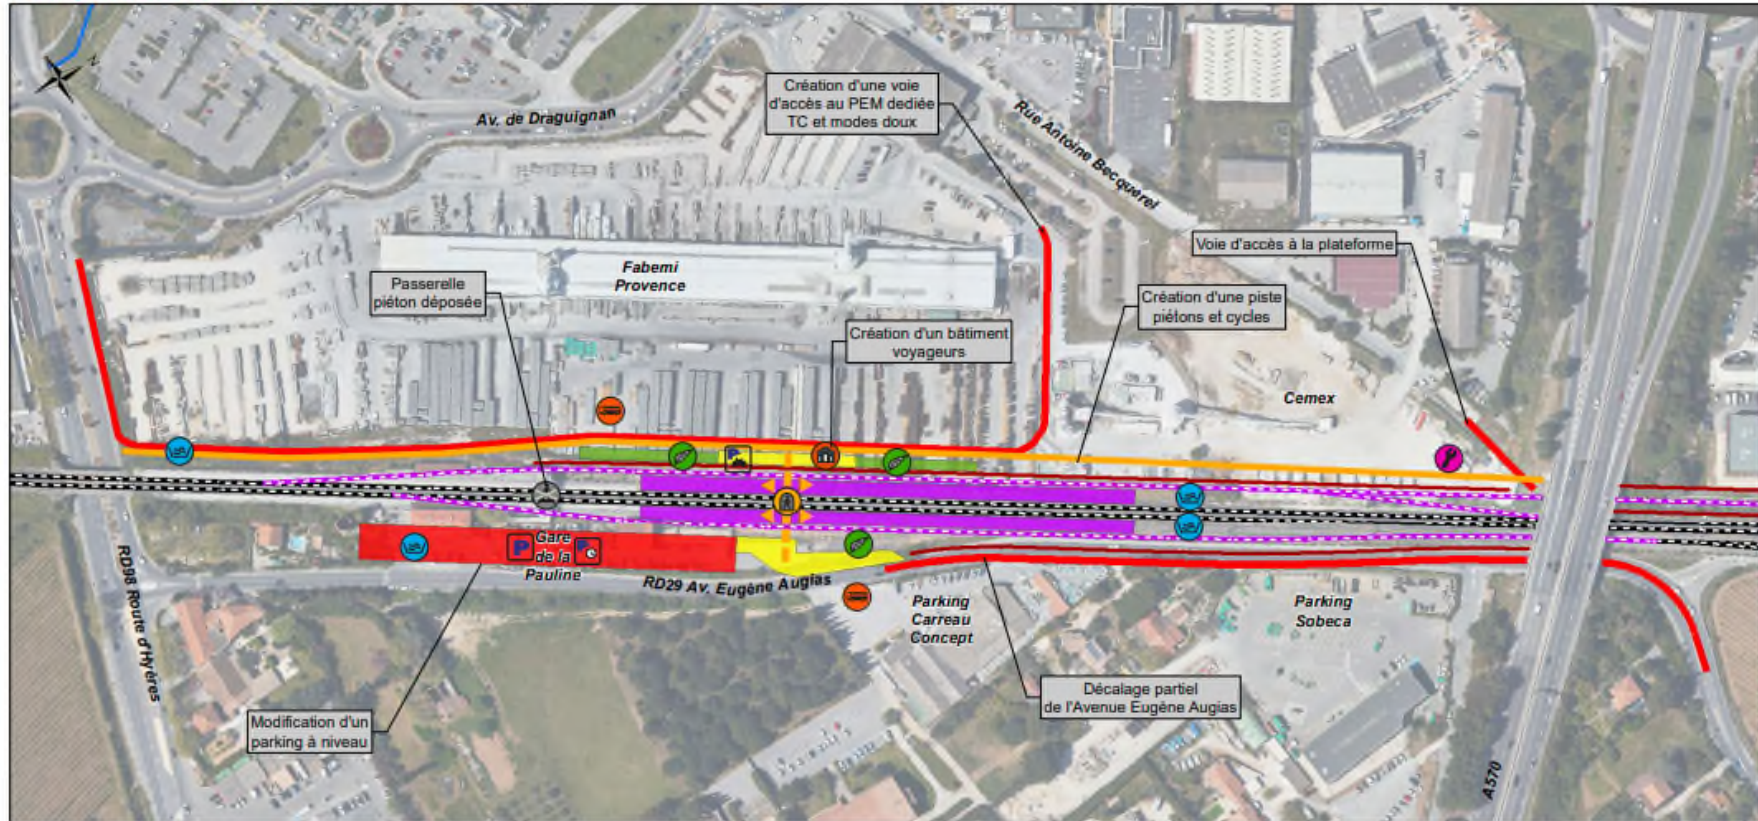 N
Création d'une voie
d'accès au PEM dediée
TC et modes doux
Av. de Draguignan
Rue Antoine Becquerel
Voie d'accès à la plateforme
Fabemi
Provence
Passerelle
piéton déposée
Création d'une piste
piétons et cycles
Création d'un bâtiment
voyageurs
Cemex
P
P
P
Gare
de la
Pauline
RD29 Av. Eugène Augias
RD98 Route d'Hyères
Parking
Carreau
Concept
Parking
Sobeca
Décalage partiel
de l'Avenue Eugène Augias
Modification d'un
parking à niveau
A570